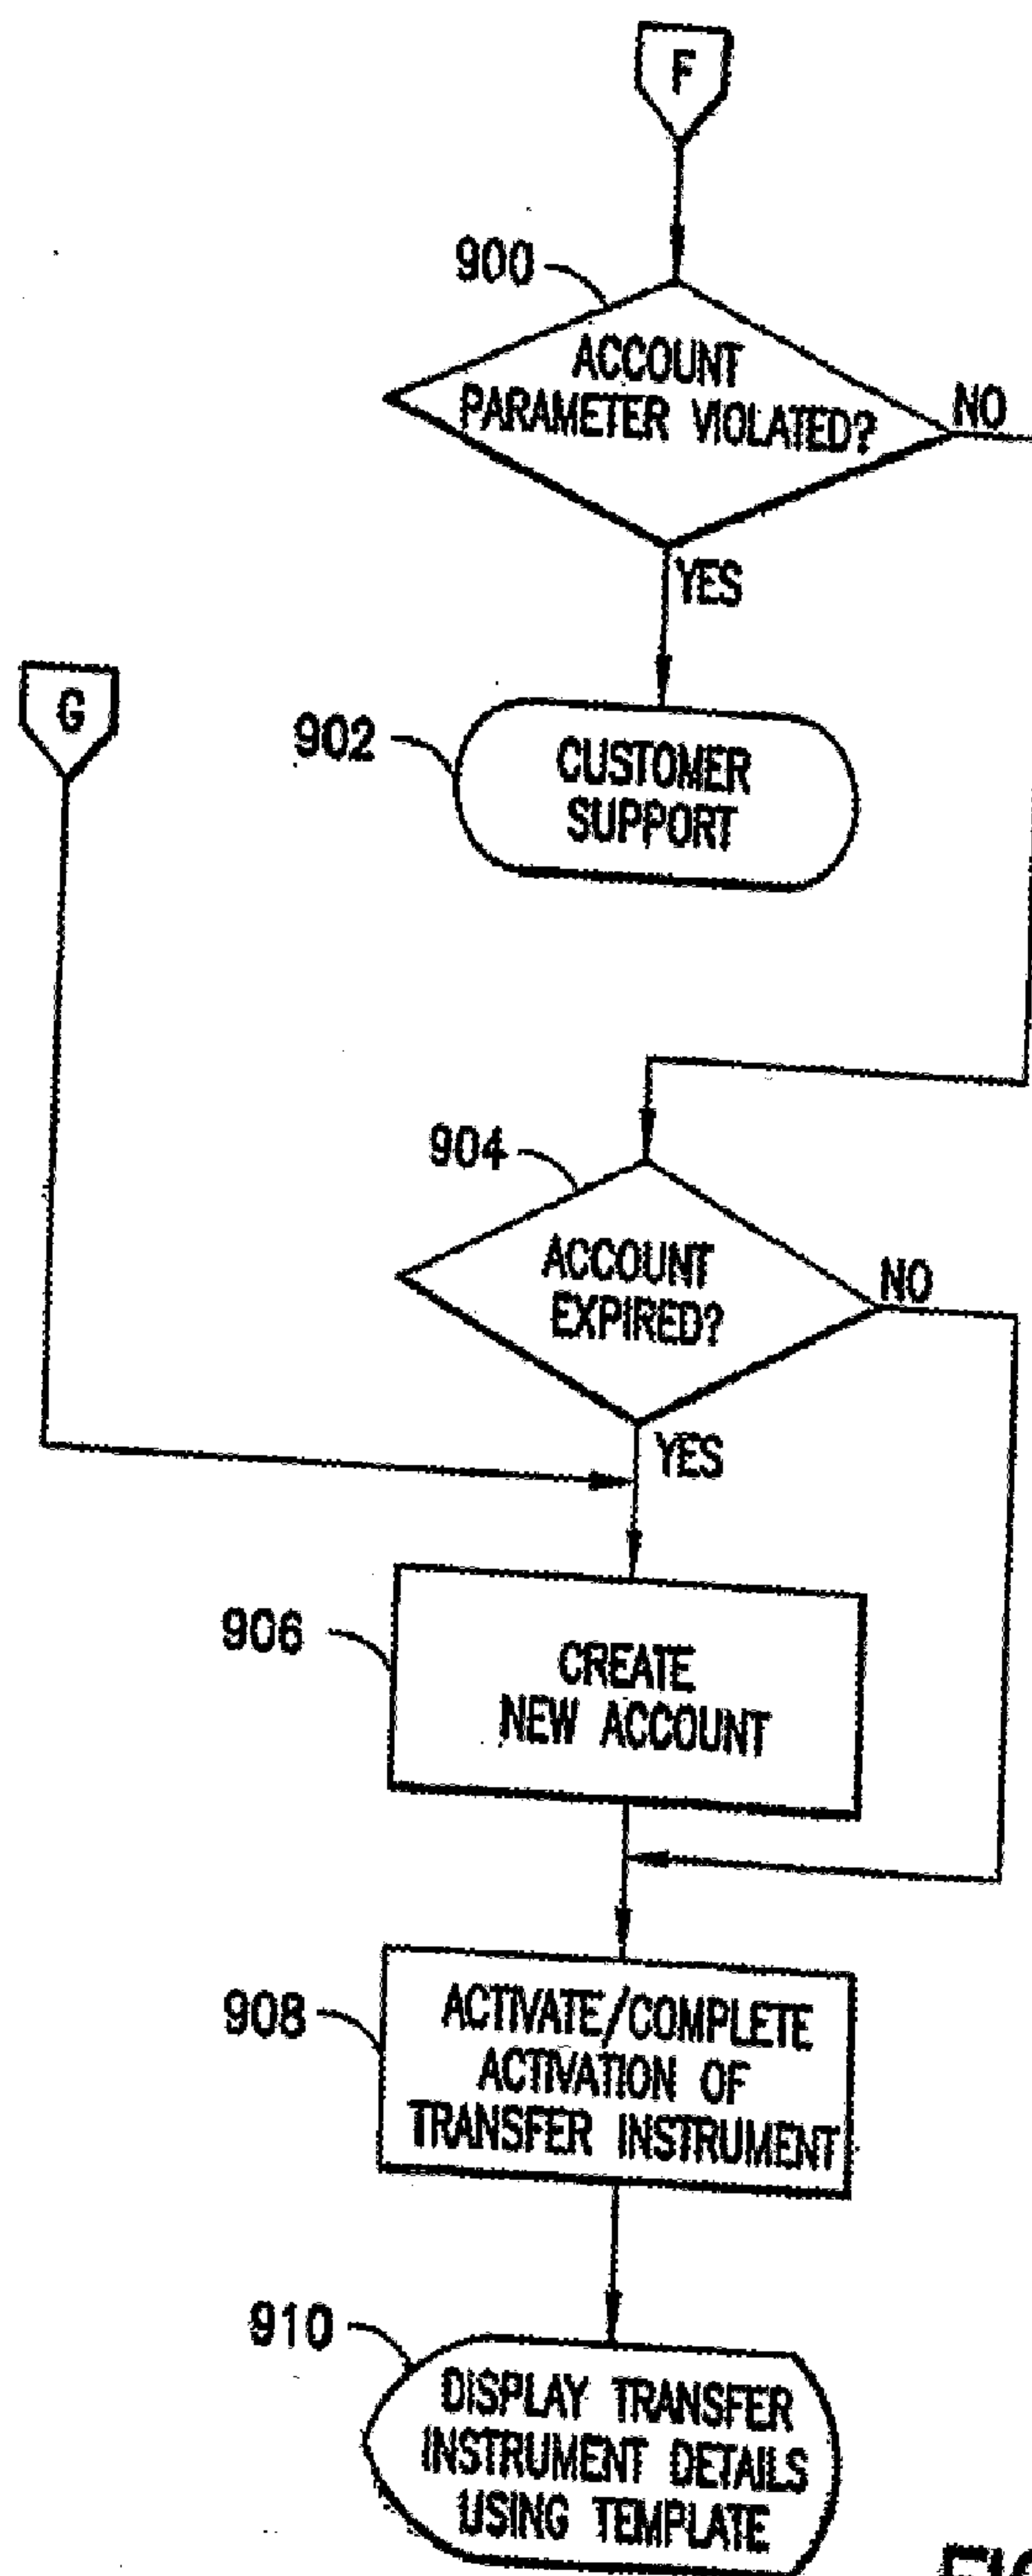 F
900
ACCOUNT
PARAMETER VIOLATED?
NO
YES
G
902
CUSTOMER
SUPPORT
904
ACCOUNT
EXPIRED?
NO
YES
906
CREATE
NEW ACCOUNT
908
ACTIVATE/COMPLETE
ACTIVATION OF
TRANSFER INSTRUMENT
910
DISPLAY TRANSFER
INSTRUMENT DETAILS
USING TEMPLATE